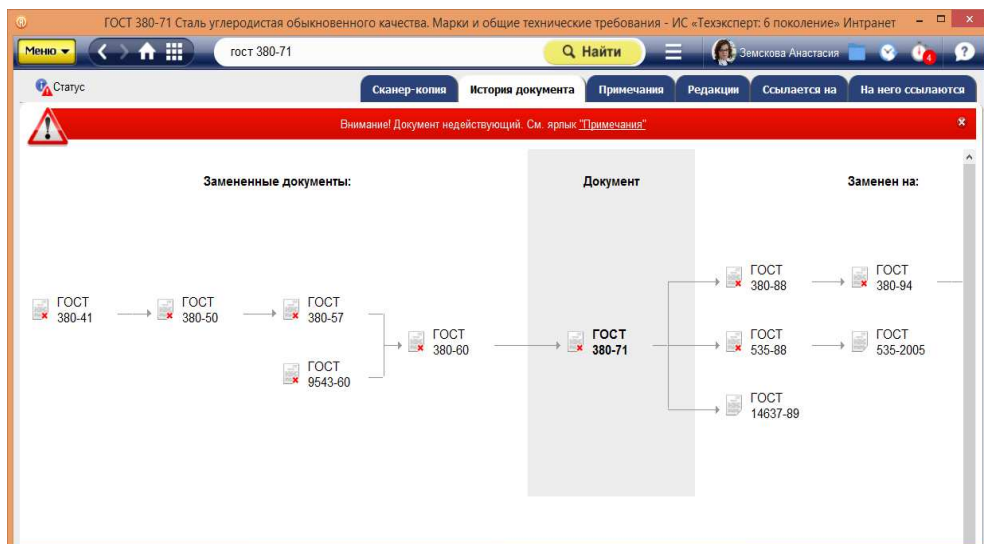 ГОСТ 380-71 Сталь углеродистая обыкновенного качества. Марки и общие технические требования - ИС «Техэксперт: 6 поколение» Интранет
Меню
гост 380-71
Найти
Земскова Анастасия
4
?
Статус
Сканер-копия
История документа
Примечания
Редакции
Ссылается на
На него ссылаются
Внимание! Документ недействующий. См. ярлык "Примечания"
Замененные документы:
Документ
Заменен на:
ГОСТ
380-41
ГОСТ
380-50
ГОСТ
380-57
ГОСТ
9543-60
ГОСТ
380-60
ГОСТ
380-71
ГОСТ
380-88
ГОСТ
380-94
ГОСТ
535-88
ГОСТ
535-2005
ГОСТ
14637-89